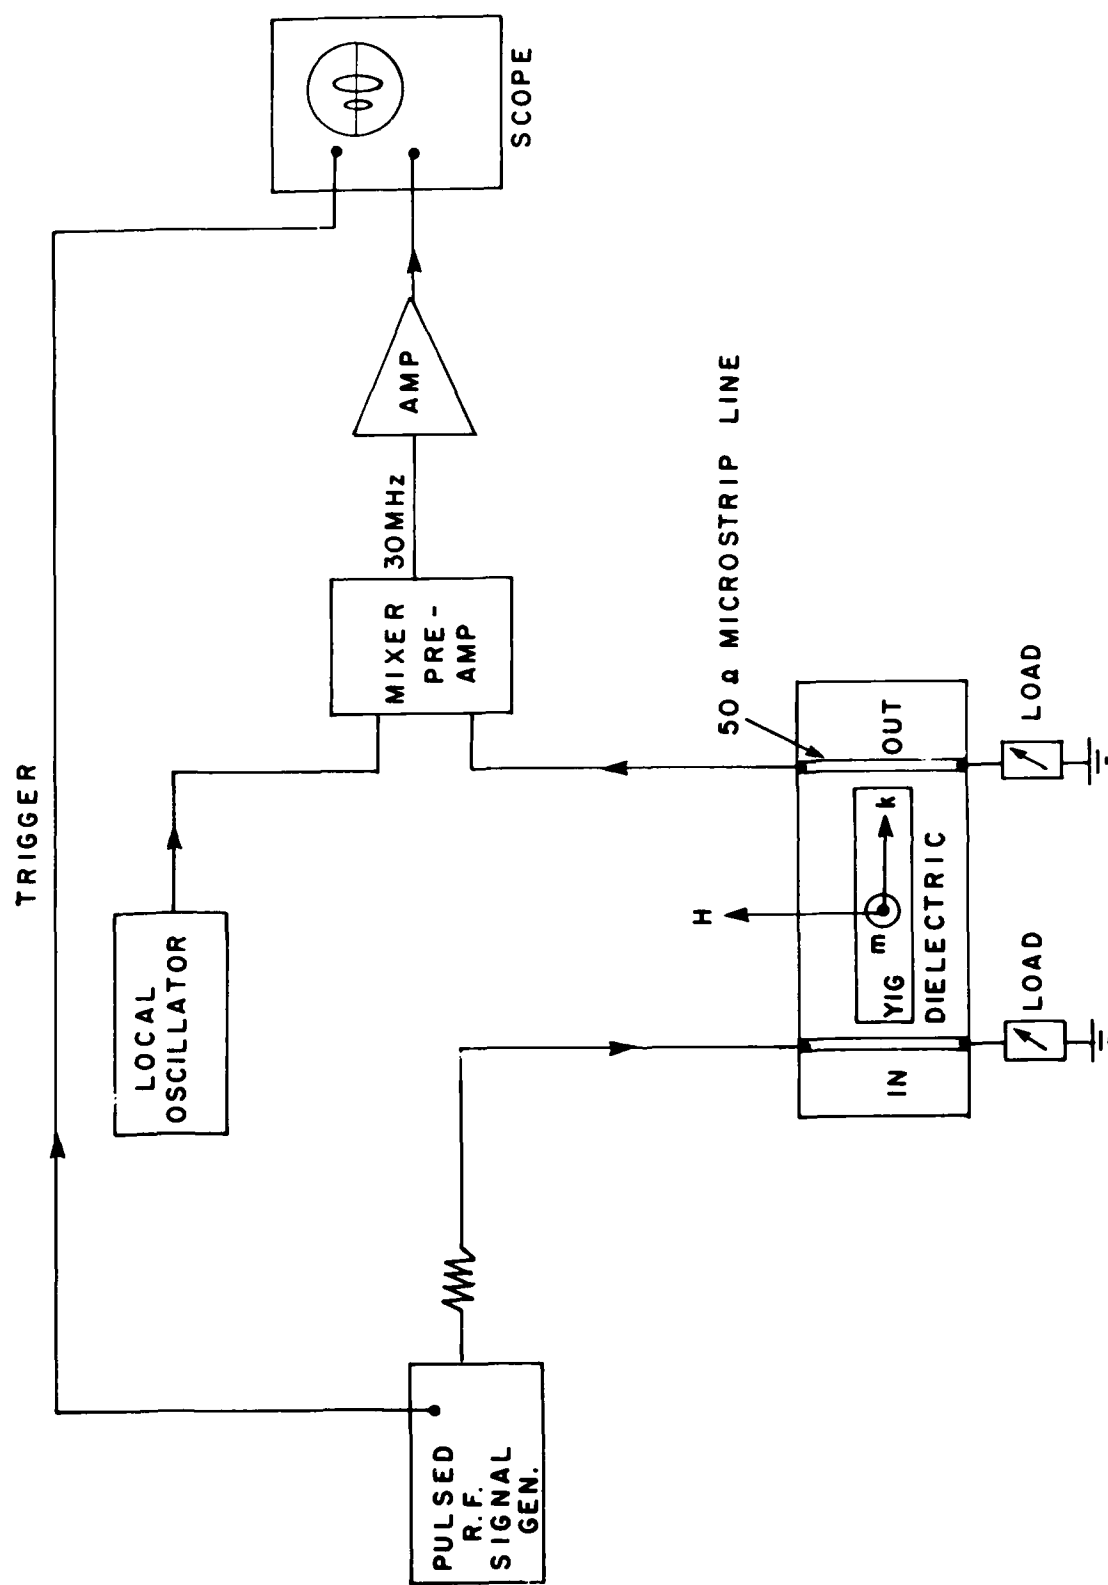 TRIGGER
LOCAL
OSCILLATOR
PULSED
R.F.
SIGNAL
GEN.
MIXER
PRE-
AMP
30MHz
AMP
SCOPE
50 Ω MICROSTRIP LINE
H
IN
YIG
m
k
DIELECTRIC
OUT
LOAD
LOAD